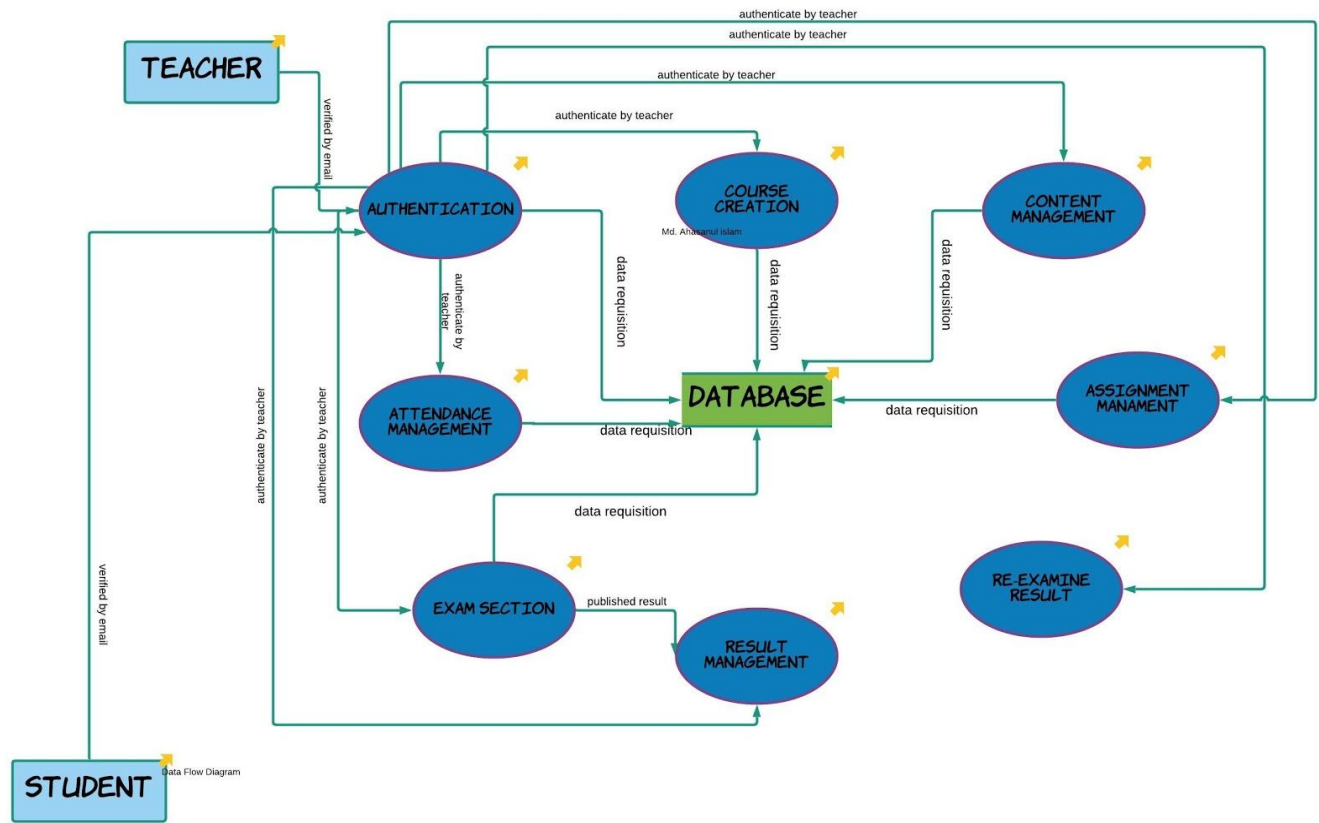 authenticate by teacher
authenticate by teacher
TEACHER
authenticate by teacher
verified by email
authenticate by teacher
AUTHENTICATION
COURSE
CREATION
Md. Ahasanul islam
CONTENT
MANAGEMENT
authenticate by
teacher
data requisition
data requisition
data requisition
ATTENDANCE
MANAGEMENT
DATABASE
ASSIGNMENT
MANAMENT
data requisition
data requisition
authenticate by teacher
authenticate by teacher
data requisition
verified by email
EXAM SECTION
published result
RESULT
MANAGEMENT
RE-EXAMINE
RESULT
STUDENT
Data Flow Diagram